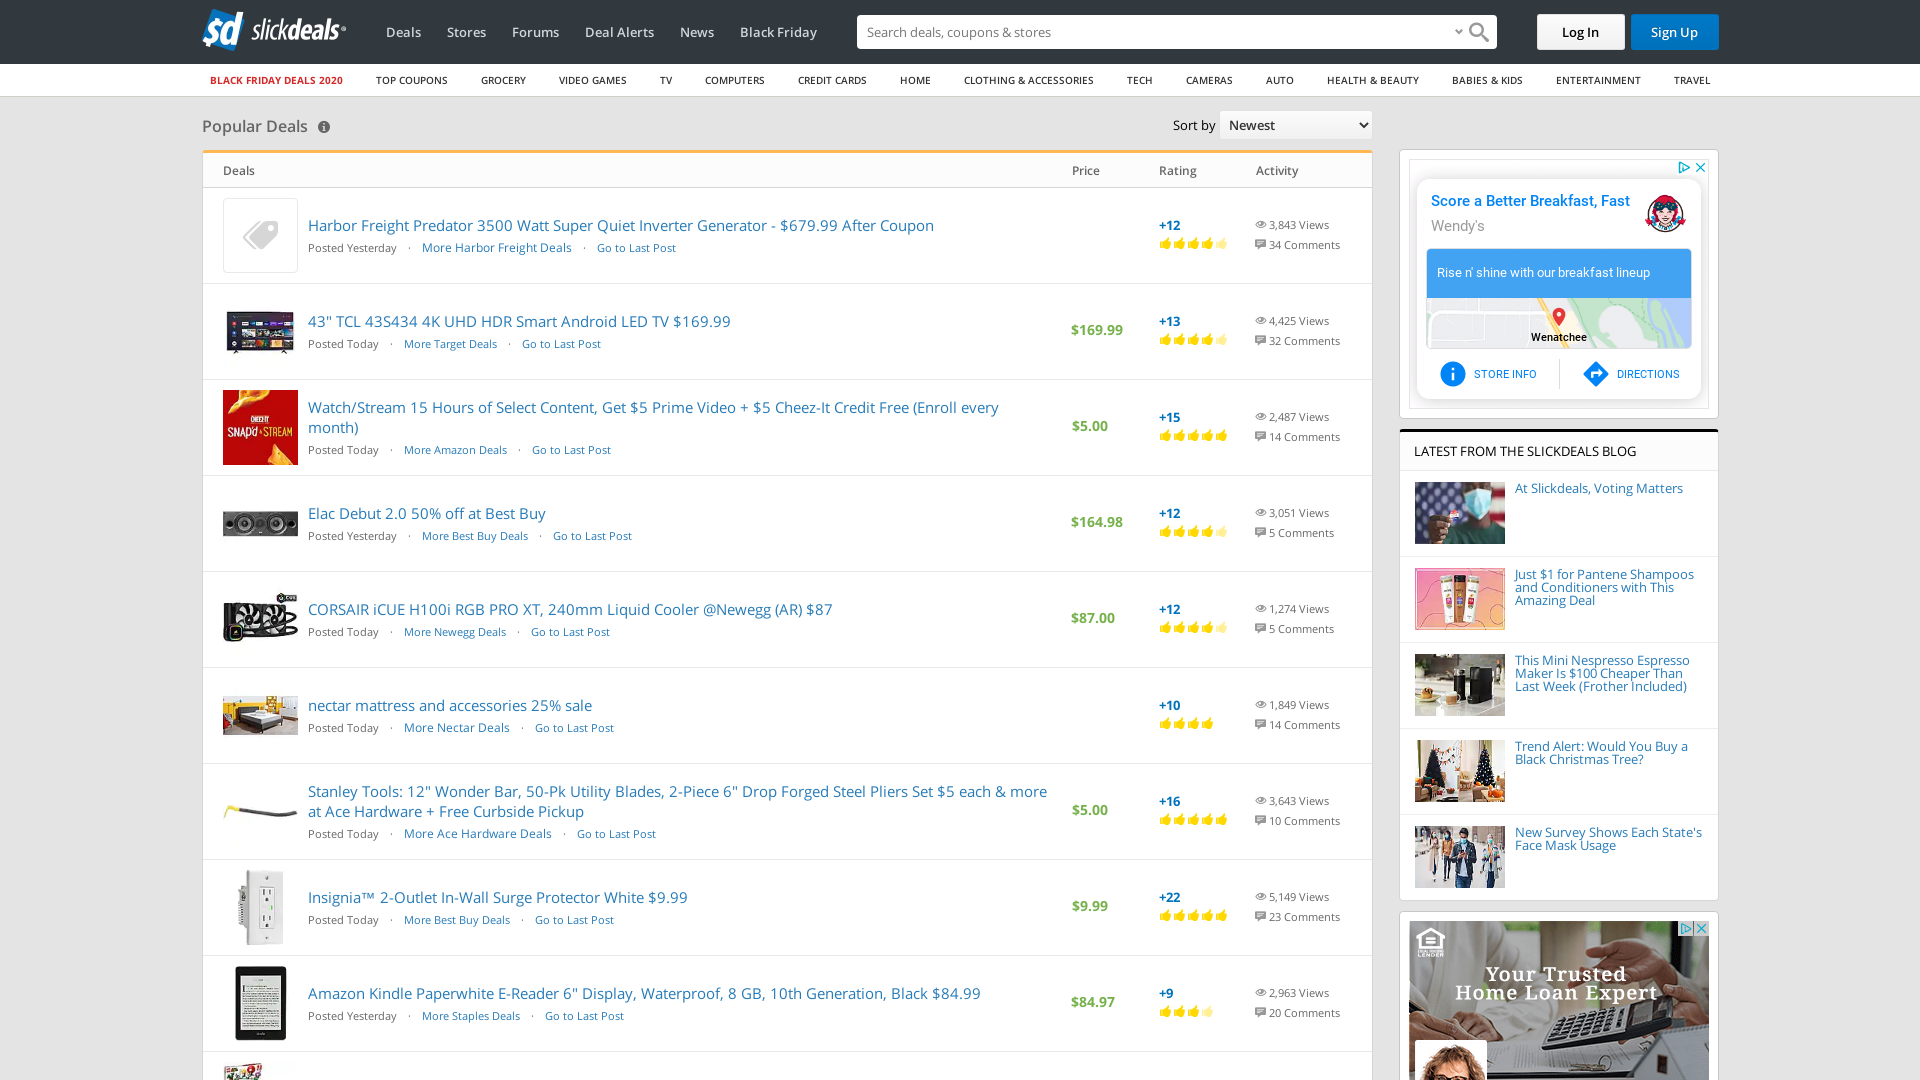 sd slickdeals®
Deals Stores Forums Deal Alerts News Black Friday
Search deals, coupons & stores
Log In Sign Up
BLACK FRIDAY DEALS 2020 TOP COUPONS GROCERY VIDEO GAMES TV COMPUTERS CREDIT CARDS HOME CLOTHING & ACCESSORIES TECH CAMERAS AUTO HEALTH & BEAUTY BABIES & KIDS ENTERTAINMENT TRAVEL
Popular Deals
Sort by Newest
Deals Price Rating Activity
Harbor Freight Predator 3500 Watt Super Quiet Inverter Generator - $679.99 After Coupon
Posted Yesterday · More Harbor Freight Deals · Go to Last Post
+12
3,843 Views
34 Comments
43" TCL 43S434 4K UHD HDR Smart Android LED TV $169.99
Posted Today · More Target Deals · Go to Last Post
$169.99
+13
4,425 Views
32 Comments
CHEEZ-IT
SNAP'd + STREAM
Watch/Stream 15 Hours of Select Content, Get $5 Prime Video + $5 Cheez-It Credit Free (Enroll every
month)
Posted Today · More Amazon Deals · Go to Last Post
$5.00
+15
2,487 Views
14 Comments
Elac Debut 2.0 50% off at Best Buy
Posted Yesterday · More Best Buy Deals · Go to Last Post
$164.98
+12
3,051 Views
5 Comments
CORSAIR iCUE H100i RGB PRO XT, 240mm Liquid Cooler @Newegg (AR) $87
Posted Today · More Newegg Deals · Go to Last Post
$87.00
+12
1,274 Views
5 Comments
nectar mattress and accessories 25% sale
Posted Today · More Nectar Deals · Go to Last Post
+10
1,849 Views
14 Comments
Stanley Tools: 12" Wonder Bar, 50-Pk Utility Blades, 2-Piece 6" Drop Forged Steel Pliers Set $5 each & more
at Ace Hardware + Free Curbside Pickup
Posted Today · More Ace Hardware Deals · Go to Last Post
$5.00
+16
3,643 Views
10 Comments
Insignia™ 2-Outlet In-Wall Surge Protector White $9.99
Posted Today · More Best Buy Deals · Go to Last Post
$9.99
+22
5,149 Views
23 Comments
Amazon Kindle Paperwhite E-Reader 6" Display, Waterproof, 8 GB, 10th Generation, Black $84.99
Posted Yesterday · More Staples Deals · Go to Last Post
$84.97
+9
2,963 Views
20 Comments
Score a Better Breakfast, Fast
Wendy's
Rise n' shine with our breakfast lineup
Wenatchee
STORE INFO DIRECTIONS
LATEST FROM THE SLICKDEALS BLOG
At Slickdeals, Voting Matters
Just $1 for Pantene Shampoos
and Conditioners with This
Amazing Deal
This Mini Nespresso Espresso
Maker Is $100 Cheaper Than
Last Week (Frother Included)
Trend Alert: Would You Buy a
Black Christmas Tree?
New Survey Shows Each State's
Face Mask Usage
LENDER
Your Trusted
Home Loan Expert